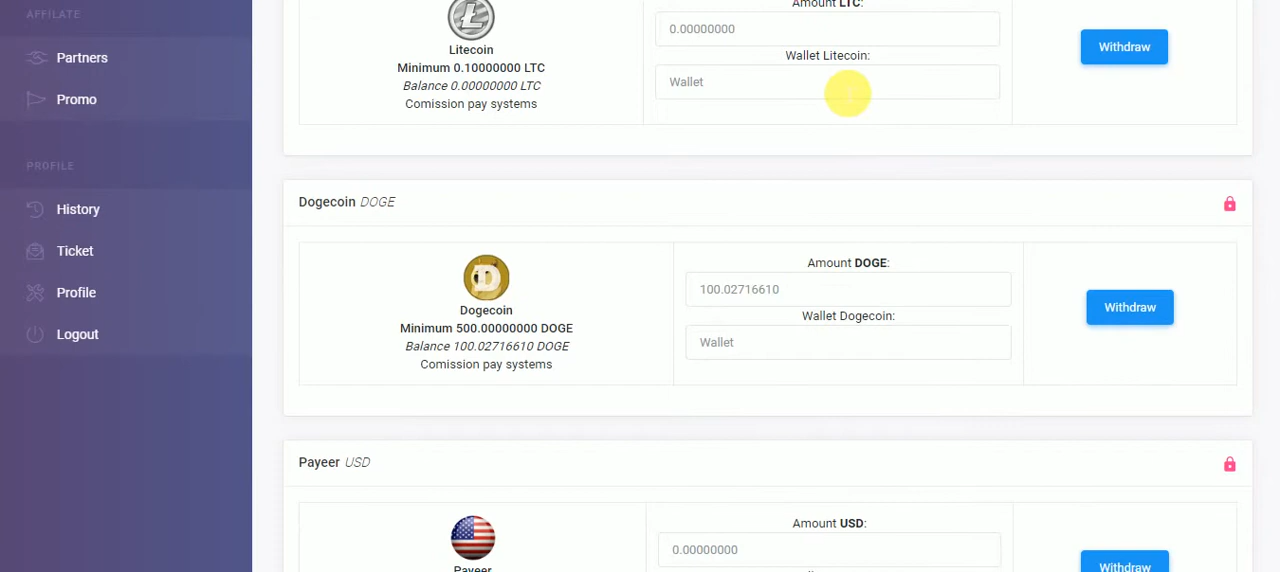 AFFILATE
Partners
Promo
PROFILE
History
Ticket
Profile
Logout
Litecoin
Minimum 0.10000000 LTC
Balance 0.00000000 LTC
Comission pay systems
Amount LTC:
0.00000000
Wallet Litecoin:
Wallet
Withdraw
Dogecoin DOGE
Dogecoin
Minimum 500.00000000 DOGE
Balance 100.02716610 DOGE
Comission pay systems
Amount DOGE:
100.02716610
Wallet Dogecoin:
Wallet
Withdraw
Payeer USD
Payeer
Amount USD:
0.00000000
Withdraw